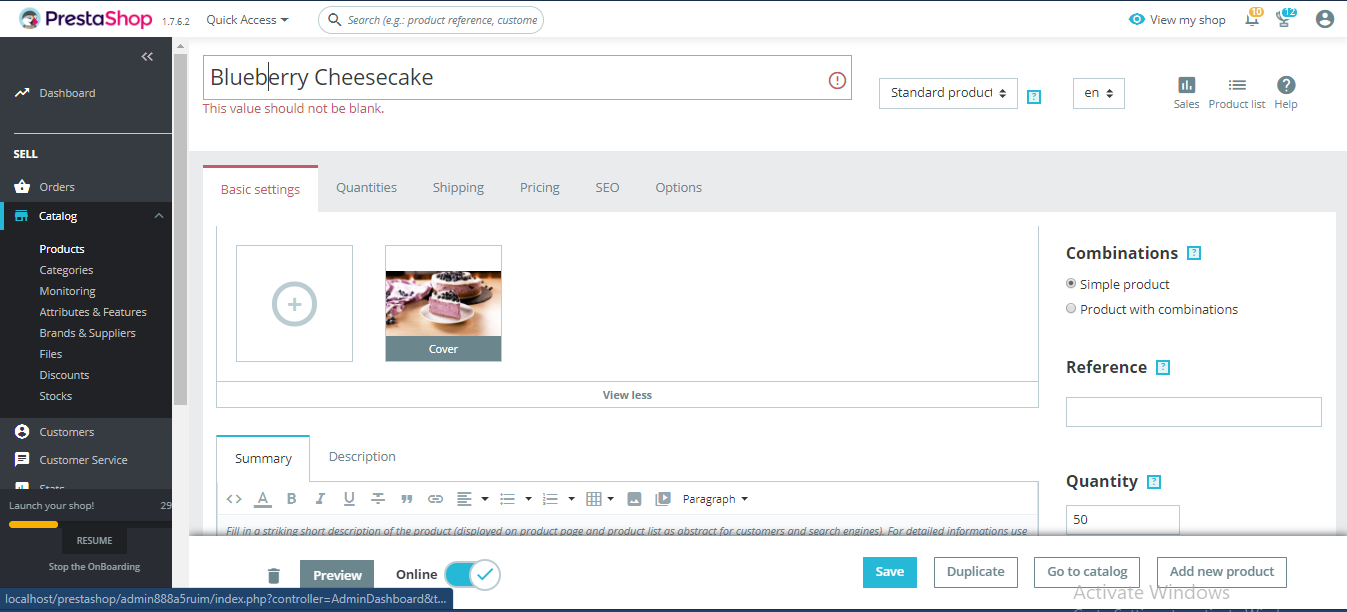 PrestaShop 1.7.6.2 Quick Access Search (e.g.: product reference, custome View my shop 10 12
Dashboard
SELL
Orders
Catalog
Products
Categories
Monitoring
Attributes & Features
Brands & Suppliers
Files
Discounts
Stocks
Customers
Customer Service
Stats
Launch your shop! 29
RESUME
Stop the OnBoarding
Blueberry Cheesecake
This value should not be blank.
Standard product ? en
Sales Product list Help
Basic settings Quantities Shipping Pricing SEO Options
Cover
View less
Summary Description
Paragraph
Fill in a striking short description of the product (displayed on product page and product list as abstract for customers and search engines). For detailed informations use
Combinations ?
Simple product
Product with combinations
Reference ?
Quantity ?
50
Preview Online Save Duplicate Go to catalog Add new product
Activate Windows
localhost/prestashop/admin888a5ruim/index.php?controller=AdminDashboard&t...